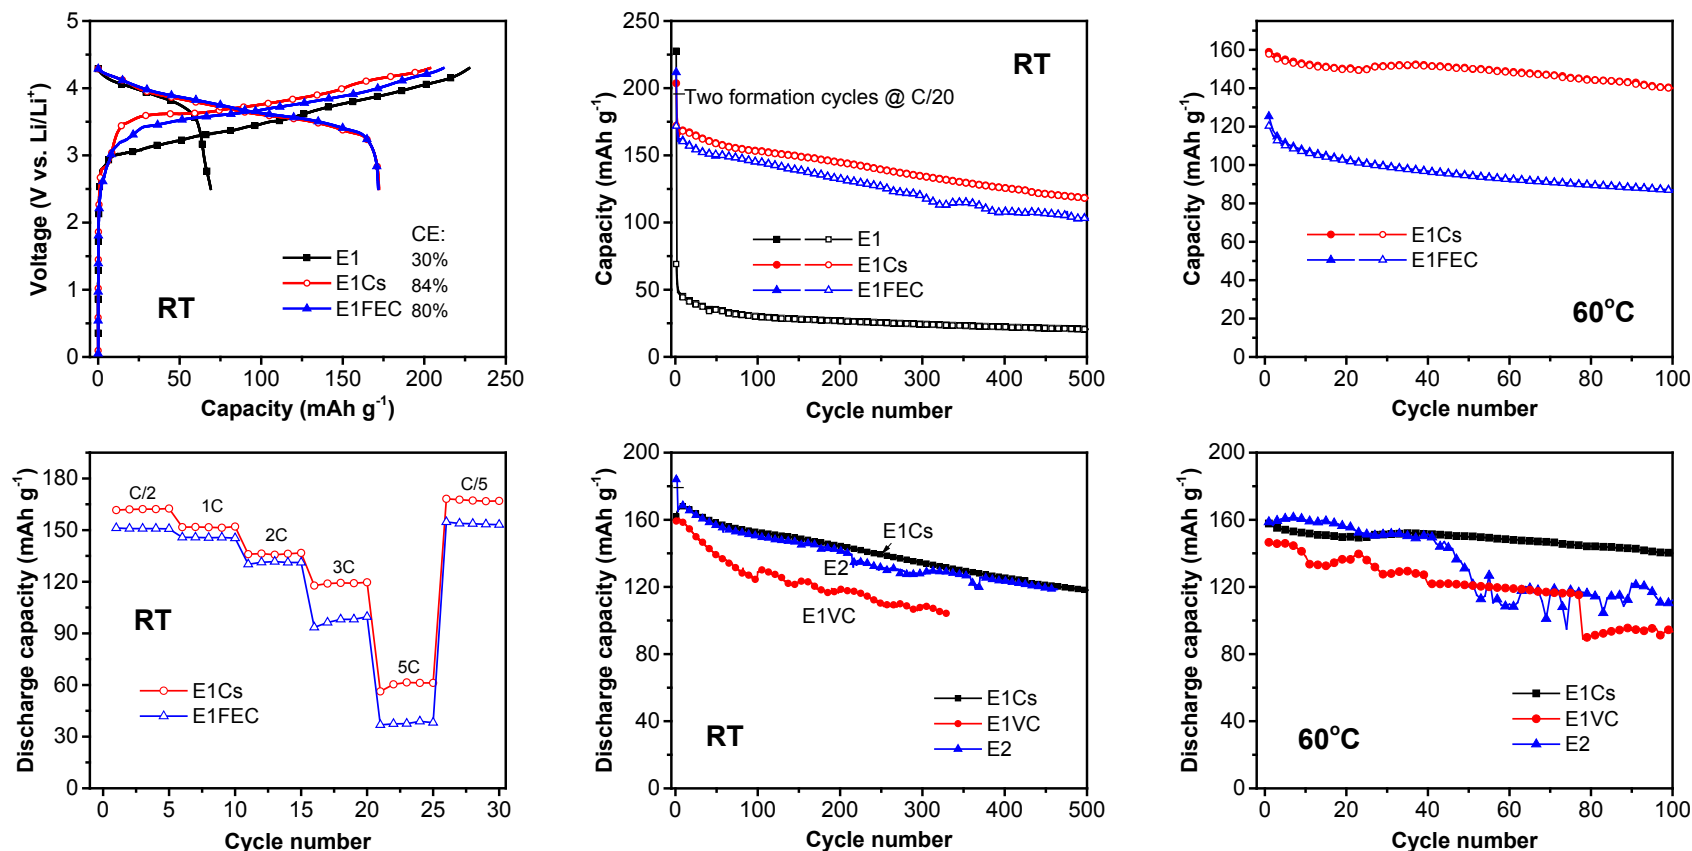 Voltage (V vs. Li/Li⁺)
5
4
3
2
1
0
CE:
E1 30%
E1Cs 84%
E1FEC 80%
RT
0 50 100 150 200 250
Capacity (mAh g⁻¹)
Capacity (mAh g⁻¹)
250
200
150
100
50
0
RT
Two formation cycles @ C/20
E1
E1Cs
E1FEC
0 100 200 300 400 500
Cycle number
Capacity (mAh g⁻¹)
160
140
120
100
80
60
40
20
0
E1Cs
E1FEC
60°C
0 20 40 60 80 100
Cycle number
Discharge capacity (mAh g⁻¹)
180
150
120
90
60
30
0
C/2
1C
2C
3C
5C
C/5
RT
E1Cs
E1FEC
0 5 10 15 20 25 30
Cycle number
Discharge capacity (mAh g⁻¹)
200
160
120
80
40
0
E1Cs
E2
E1VC
E1Cs
E1VC
E2
RT
0 100 200 300 400 500
Cycle number
Discharge capacity (mAh g⁻¹)
200
160
120
80
40
0
E1Cs
E1VC
E2
60°C
0 20 40 60 80 100
Cycle number